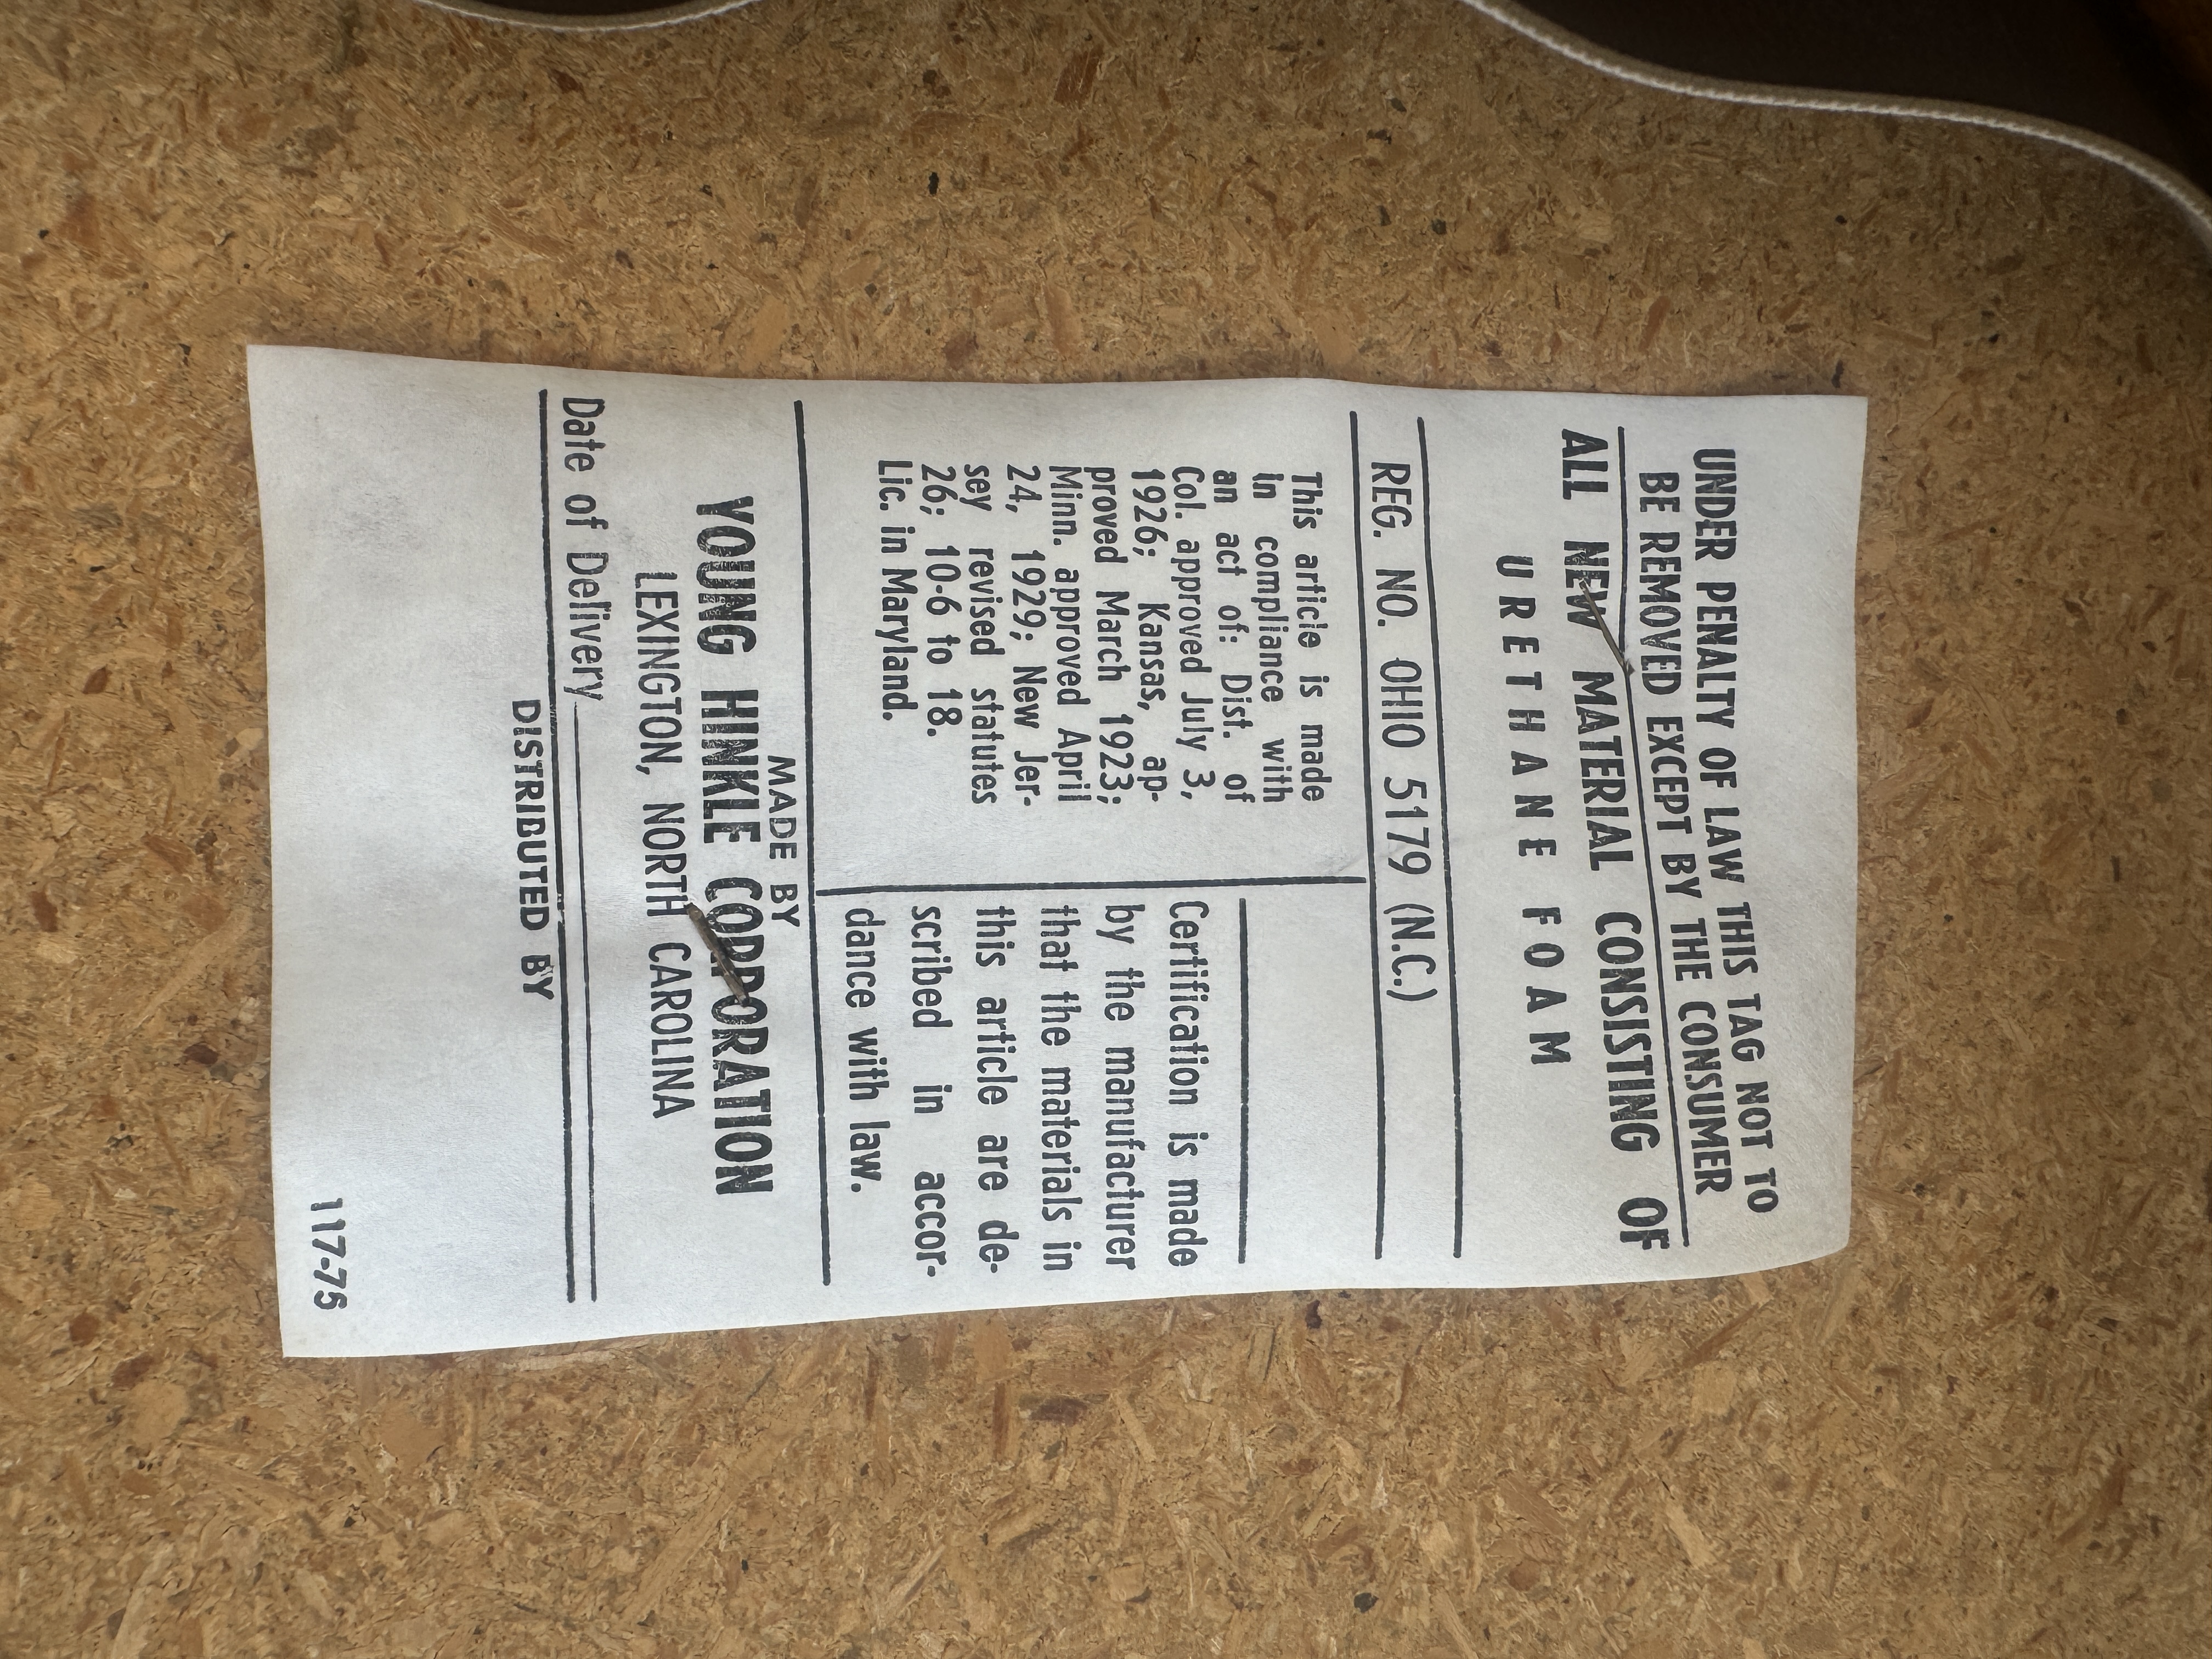 UNDER PENALTY OF LAW THIS TAG NOT TO
BE REMOVED EXCEPT BY THE CONSUMER
ALL NEW MATERIAL CONSISTING OF
URETHANE FOAM
REG. NO. OHIO 5179 (N.C.)
This article is made
in compliance with
an act of: Dist. of
Col. approved July 3,
1926; Kansas, ap-
proved March 1923;
Minn. approved April
24, 1929; New Jer-
sey revised statutes
26; 10-6 to 18.
Lic. in Maryland.
Certification is made
by the manufacturer
that the materials in
this article are de-
scribed in accor-
dance with law.
MADE BY
YOUNG HINKLE CORPORATION
LEXINGTON, NORTH CAROLINA
Date of Delivery
DISTRIBUTED BY
117-75